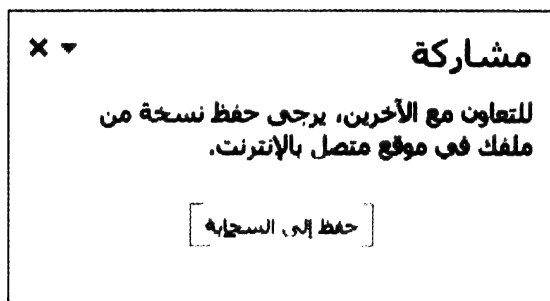 مشاركة
للتعاون مع الآخرين، يرجى حفظ نسخة من
ملفك في موقع متصل بالإنترنت.
حفظ إلى السحابة